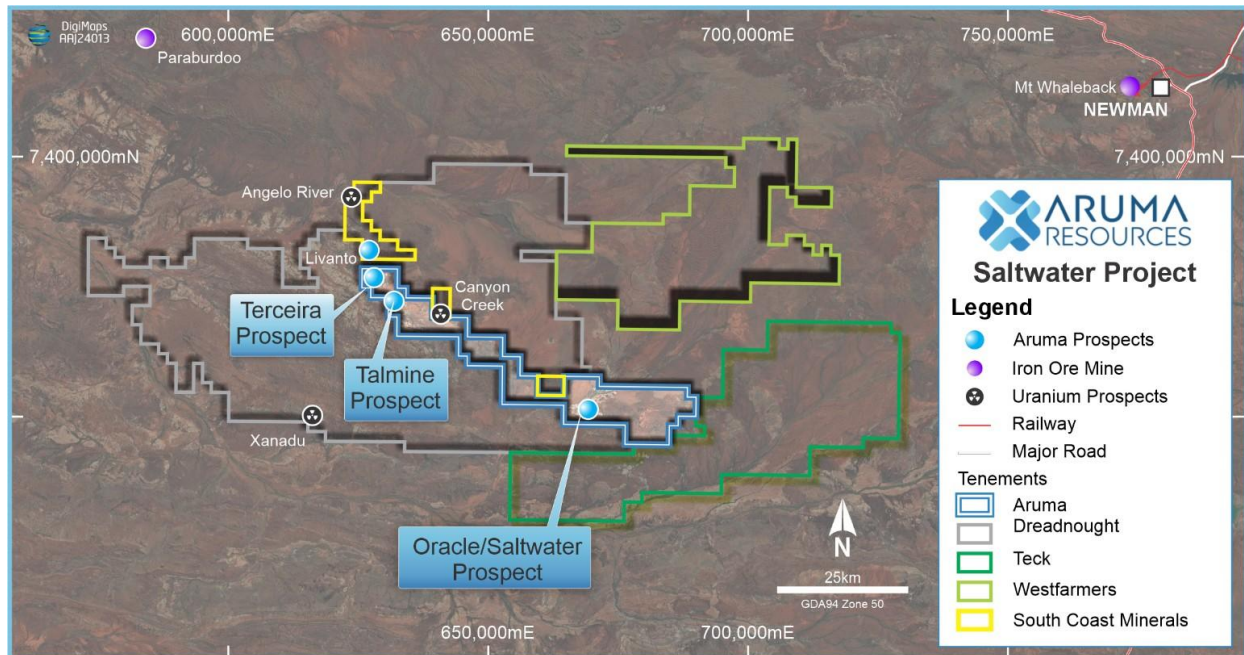 DigiMaps
ARJ24013
600,000mE
650,000mE
700,000mE
750,000mE
Paraburdoo
Mt Whaleback
NEWMAN
7,400,000mN
7,400,000mN
Angelo River
Livanto
Canyon
Creek
Terceira
Prospect
Talmine
Prospect
Xanadu
Oracle/Saltwater
Prospect
N
25km
GDA94 Zone 50
650,000mE
700,000mE
ARUMA
RESOURCES
Saltwater Project
Legend
Aruma Prospects
Iron Ore Mine
Uranium Prospects
Railway
Major Road
Tenements
Aruma
Dreadnought
Teck
Westfarmers
South Coast Minerals